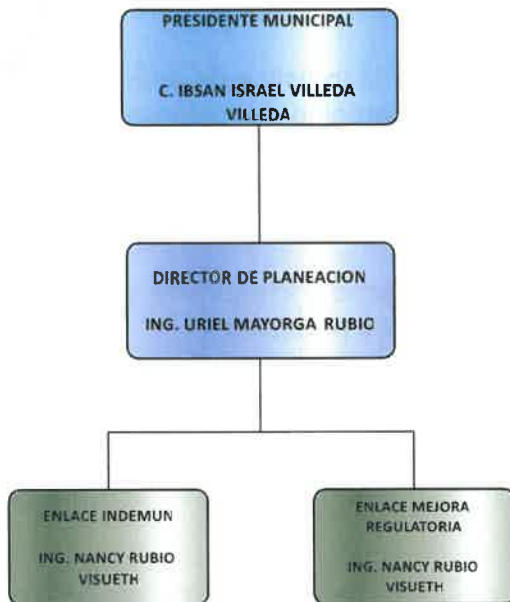 PRESIDENTE MUNICIPAL
C. IBSAN ISRAEL VILLEDA
VILLEDA
DIRECTOR DE PLANEACION
ING. URIEL MAYORGA RUBIO
ENLACE INDEMUN
ING. NANCY RUBIO
VISUETH
ENLACE MEJORA
REGULATORIA
ING. NANCY RUBIO
VISUETH